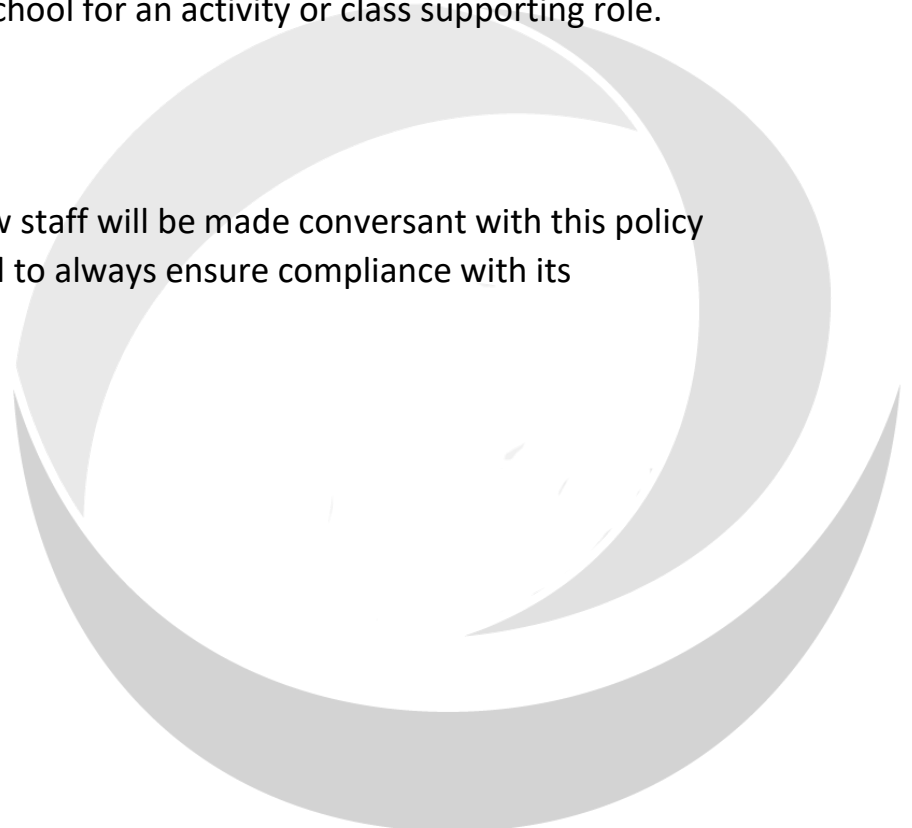 chool for an activity or class supporting role.
w staff will be made conversant with this policy
to always ensure compliance with its